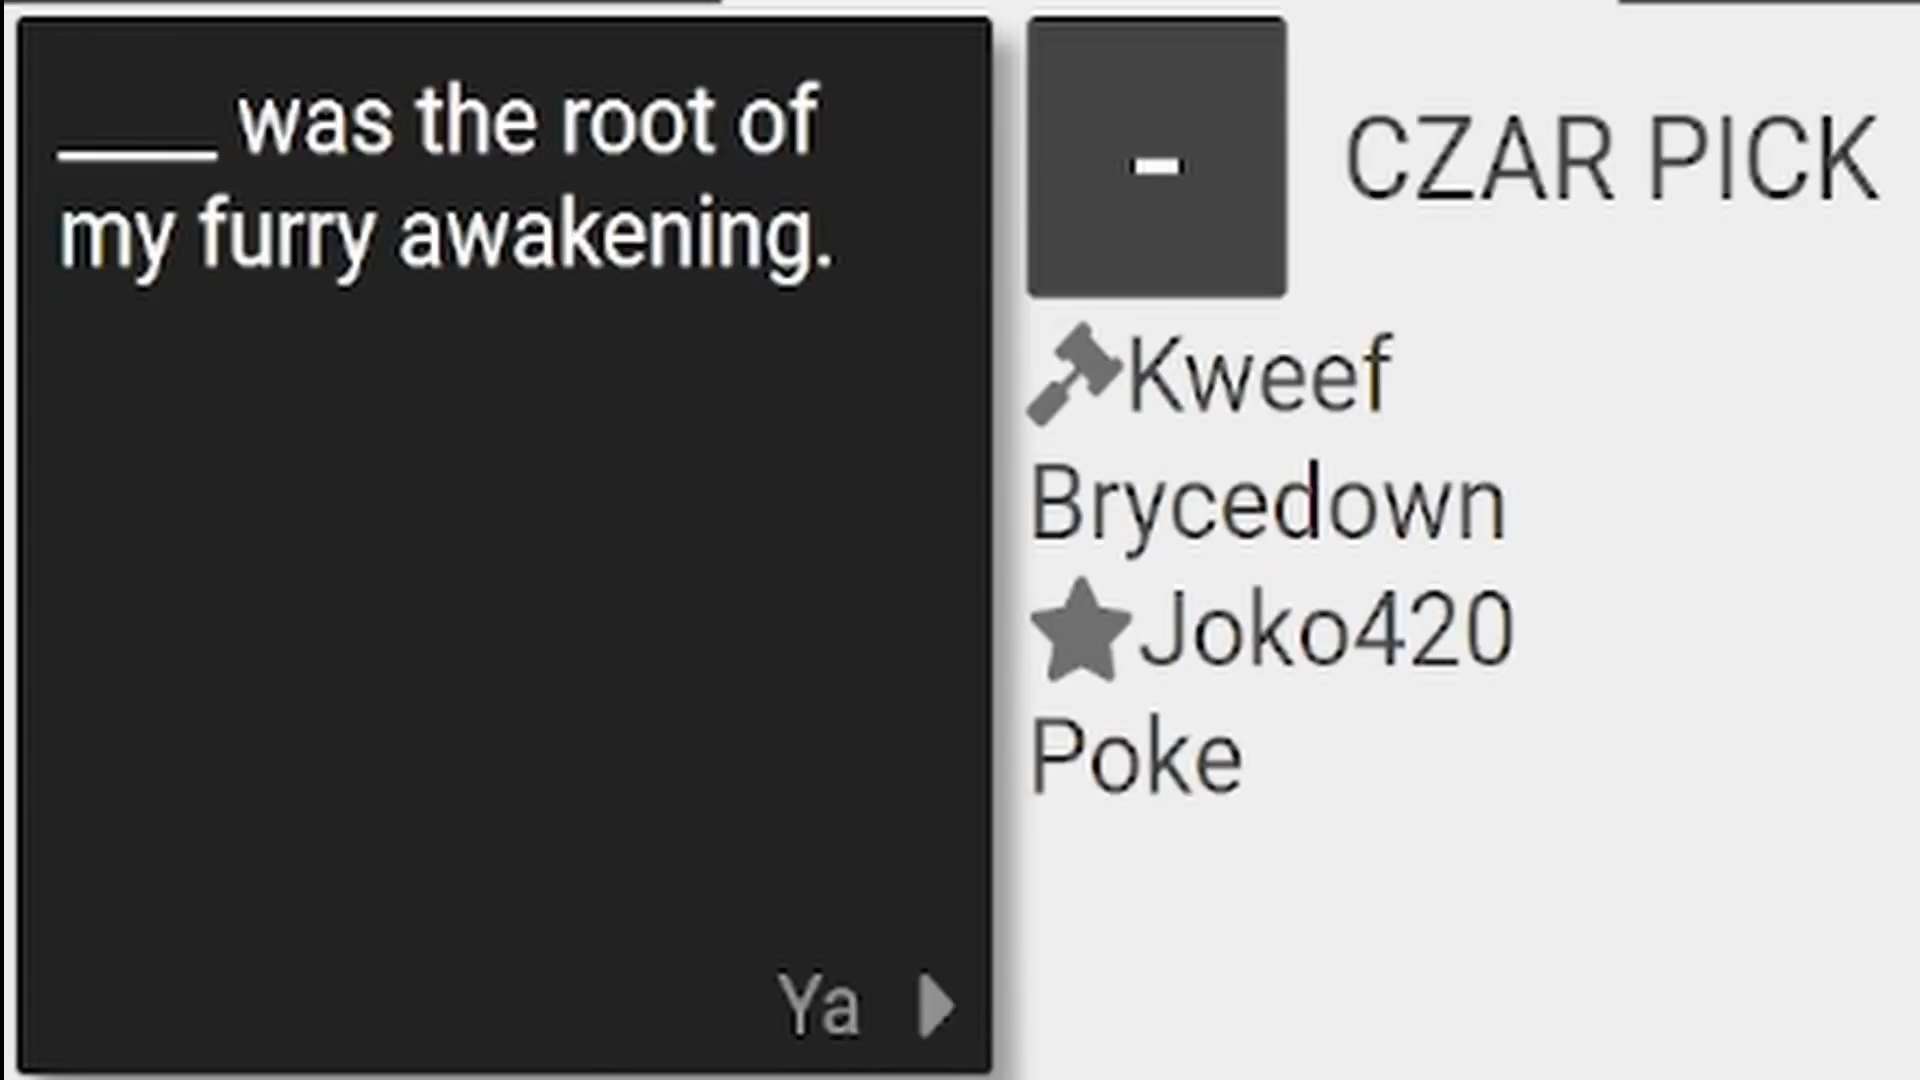 ____ was the root of
my furry awakening.
Ya
-
CZAR PICK
Kweef
Brycedown
Joko420
Poke